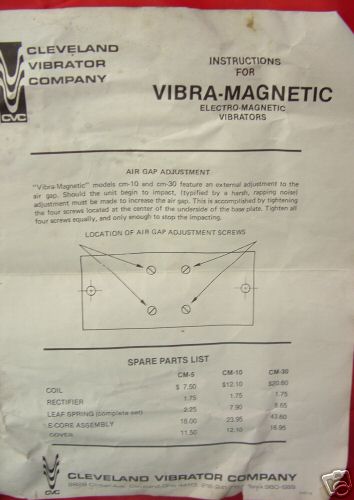 CLEVELAND
VIBRATOR
COMPANY
CVC
INSTRUCTIONS
FOR
VIBRA-MAGNETIC
ELECTRO-MAGNETIC
VIBRATORS
AIR GAP ADJUSTMENT
"Vibra-Magnetic" models cm-10 and cm-30 feature an external adjustment to the
air gap. Should the unit begin to impact, (typified by a harsh, rapping noise)
adjustment must be made to increase the air gap. This is accomplished by tightening
the four screws located at the center of the underside of the base plate. Tighten all
four screws equally, and only enough to stop the impacting.
LOCATION OF AIR GAP ADJUSTMENT SCREWS
SPARE PARTS LIST
CM-5 CM-10 CM-30
COIL $ 7.50 $12.10 $20.60
RECTIFIER 1.75 1.75 1.75
LEAF SPRING (complete set) 2.25 7.90 8.65
E-CORE ASSEMBLY 18.00 23.95 43.60
COVER 11.50 12.10 16.95
CVC
CLEVELAND VIBRATOR COMPANY